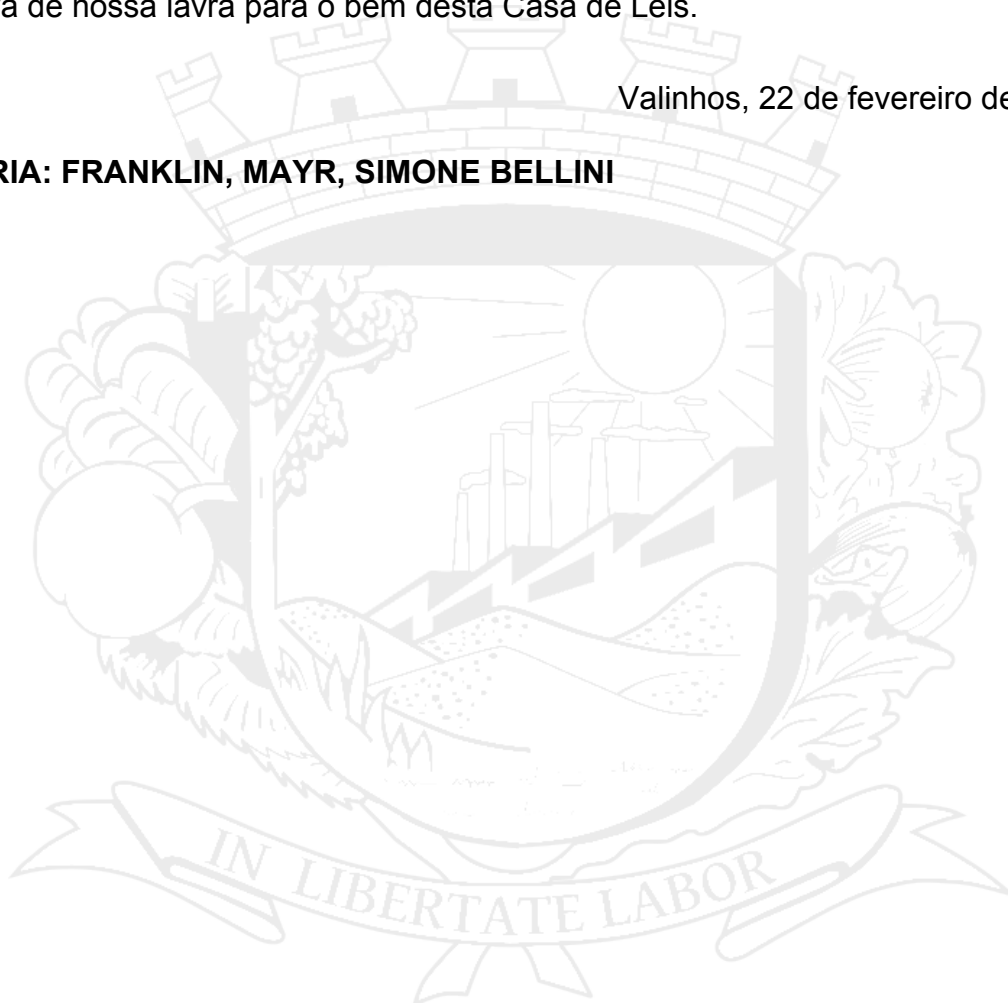 a de nossa lavra para o bem desta Casa de Leis.
Valinhos, 22 de fevereiro de
RIA: FRANKLIN, MAYR, SIMONE BELLINI
IN LIBERTATE LABOR